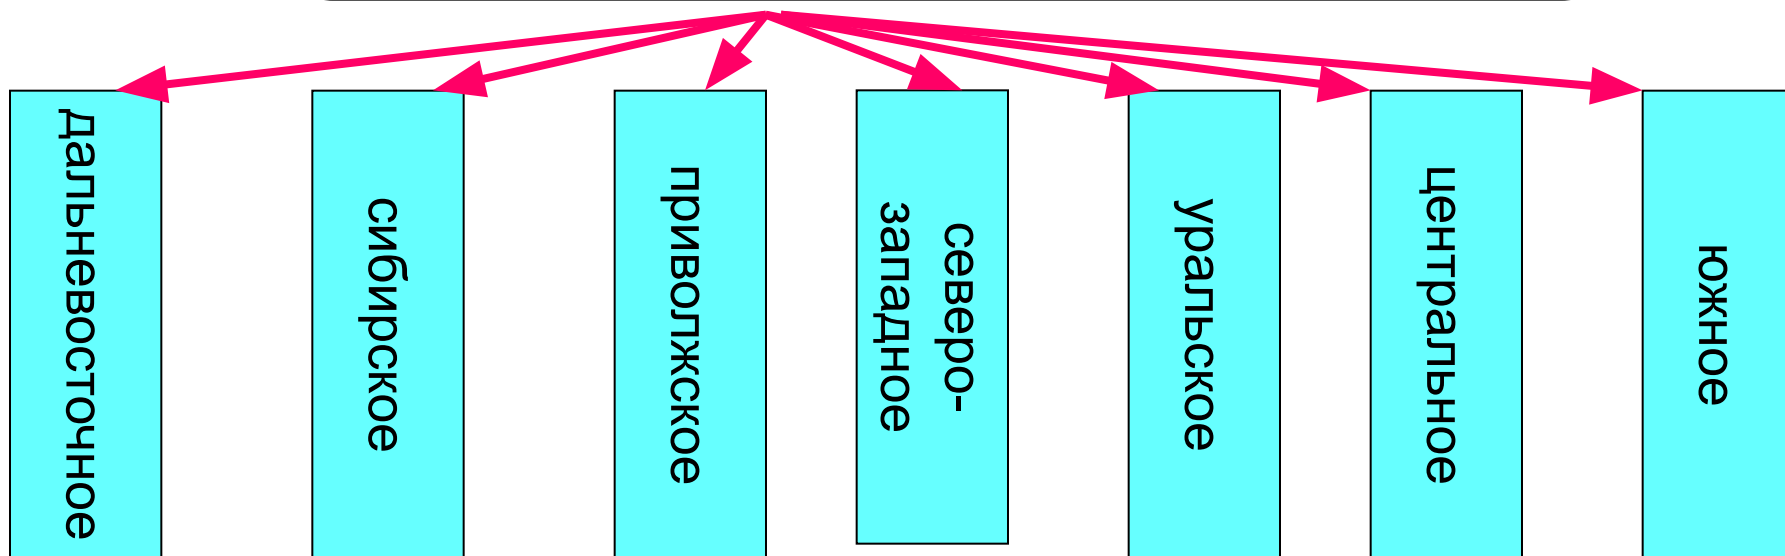 дальневосточное
сибирское
приволжское
северо-
западное
уральское
центральное
южное